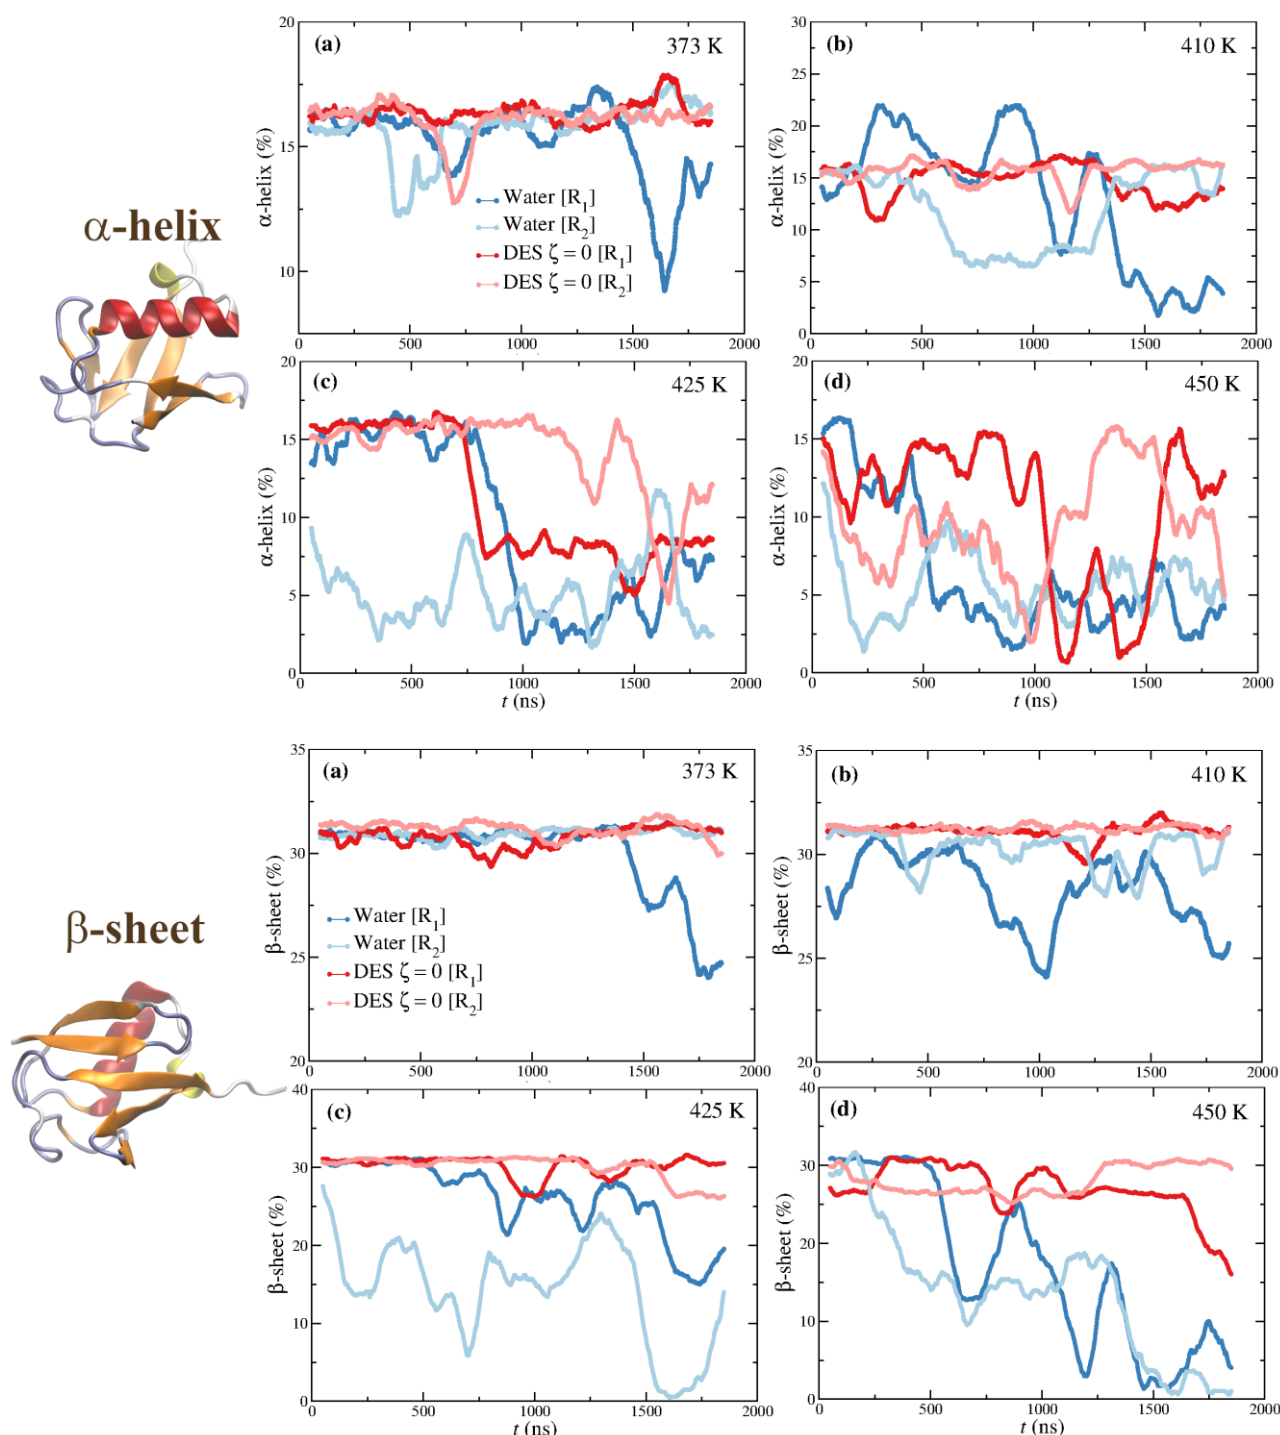 20
15
10
α-helix (%)
(a)
373 K
Water [R1]
Water [R2]
DES ζ = 0 [R1]
DES ζ = 0 [R2]
0
500
1000
1500
2000
30
25
20
15
10
5
0
α-helix (%)
(b)
410 K
0
500
1000
1500
2000
α-helix
20
15
10
5
0
α-helix (%)
(c)
425 K
0
500
1000
1500
2000
t (ns)
20
15
10
5
0
α-helix (%)
(d)
450 K
0
500
1000
1500
2000
t (ns)
35
30
25
20
β-sheet (%)
(a)
373 K
Water [R1]
Water [R2]
DES ζ = 0 [R1]
DES ζ = 0 [R2]
0
500
1000
1500
2000
35
30
25
20
β-sheet (%)
(b)
410 K
0
500
1000
1500
2000
β-sheet
40
30
20
10
0
β-sheet (%)
(c)
425 K
0
500
1000
1500
2000
t (ns)
40
30
20
10
0
β-sheet (%)
(d)
450 K
0
500
1000
1500
2000
t (ns)